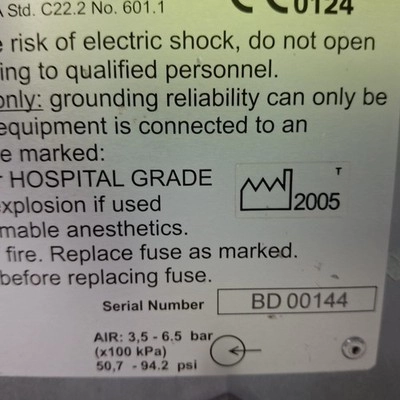 A Std. C22.2 No. 601.1
CE0124
risk of electric shock, do not open
ing to qualified personnel.
only: grounding reliability can only be
equipment is connected to an
e marked:
HOSPITAL GRADE
explosion if used
T
2005
mable anesthetics.
fire. Replace fuse as marked.
before replacing fuse.
Serial Number BD 00144
AIR: 3,5 - 6.5 bar
(x100 kPa)
50,7 - 94.2 psi